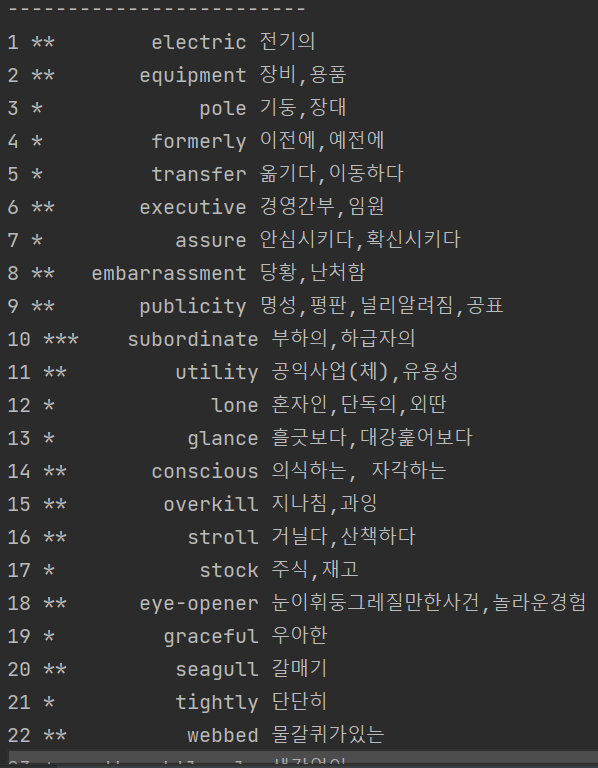 -------------------------
1 ** electric 전기의
2 ** equipment 장비,용품
3 * pole 기둥,장대
4 * formerly 이전에,예전에
5 * transfer 옮기다,이동하다
6 ** executive 경영간부,임원
7 * assure 안심시키다,확신시키다
8 ** embarrassment 당황,난처함
9 ** publicity 명성,평판,널리알려짐,공표
10 *** subordinate 부하의,하급자의
11 ** utility 공익사업(체),유용성
12 * lone 혼자인,단독의,외딴
13 * glance 흘긋보다,대강훑어보다
14 ** conscious 의식하는, 자각하는
15 ** overkill 지나침,과잉
16 ** stroll 거닐다,산책하다
17 * stock 주식,재고
18 ** eye-opener 눈이휘둥그레질만한사건,놀라운경험
19 * graceful 우아한
20 ** seagull 갈매기
21 * tightly 단단히
22 ** webbed 물갈퀴가있는